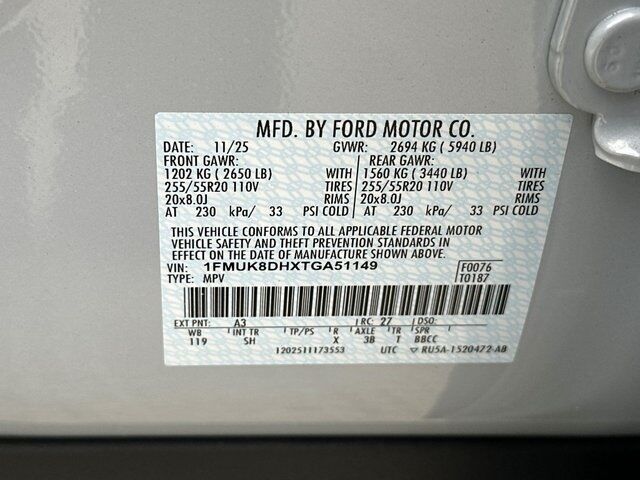 MFD. BY FORD MOTOR CO.
DATE: 11/25 GVWR: 2694 KG ( 5940 LB)
FRONT GAWR: REAR GAWR:
1202 KG ( 2650 LB) WITH 1560 KG ( 3440 LB) WITH
255/55R20 110V TIRES 255/55R20 110V TIRES
20x8.0J RIMS 20x8.0J RIMS
AT 230 kPa/ 33 PSI COLD AT 230 kPa/ 33 PSI COLD
THIS VEHICLE CONFORMS TO ALL APPLICABLE FEDERAL MOTOR
VEHICLE SAFETY AND THEFT PREVENTION STANDARDS IN
EFFECT ON THE DATE OF MANUFACTURE SHOWN ABOVE.
VIN: 1FMUK8DHXTGA51149 F0076
TYPE: MPV T0187
EXT PNT: A3 RC: 27 DSO:
WB INT TR TP/PS R AXLE TR SPR
119 SH X 3B T BBCC
1202511173553 UTC ▽ RU5A-1520472-AB